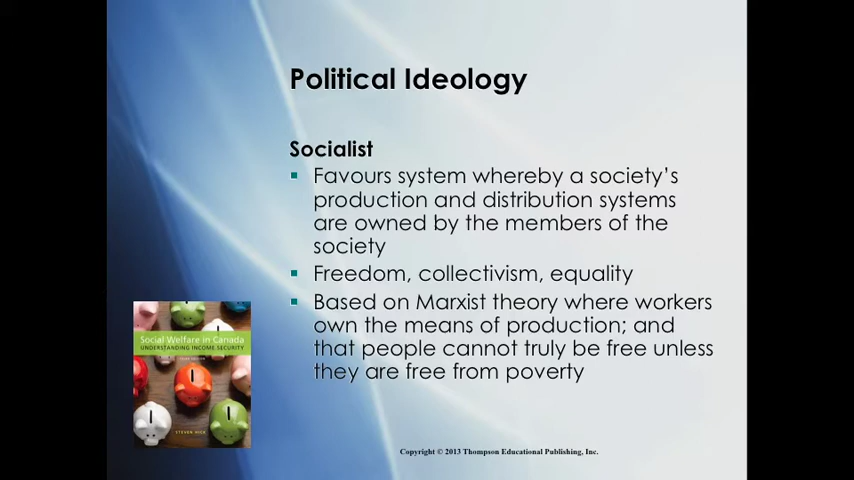 Political Ideology
Socialist
Favours system whereby a society's
production and distribution systems
are owned by the members of the
society
Freedom, collectivism, equality
Based on Marxist theory where workers
own the means of production; and
that people cannot truly be free unless
they are free from poverty
Social Welfare in Canada
UNDERSTANDING INCOME SECURITY
STEVEN HICK
Copyright © 2013 Thompson Educational Publishing, Inc.